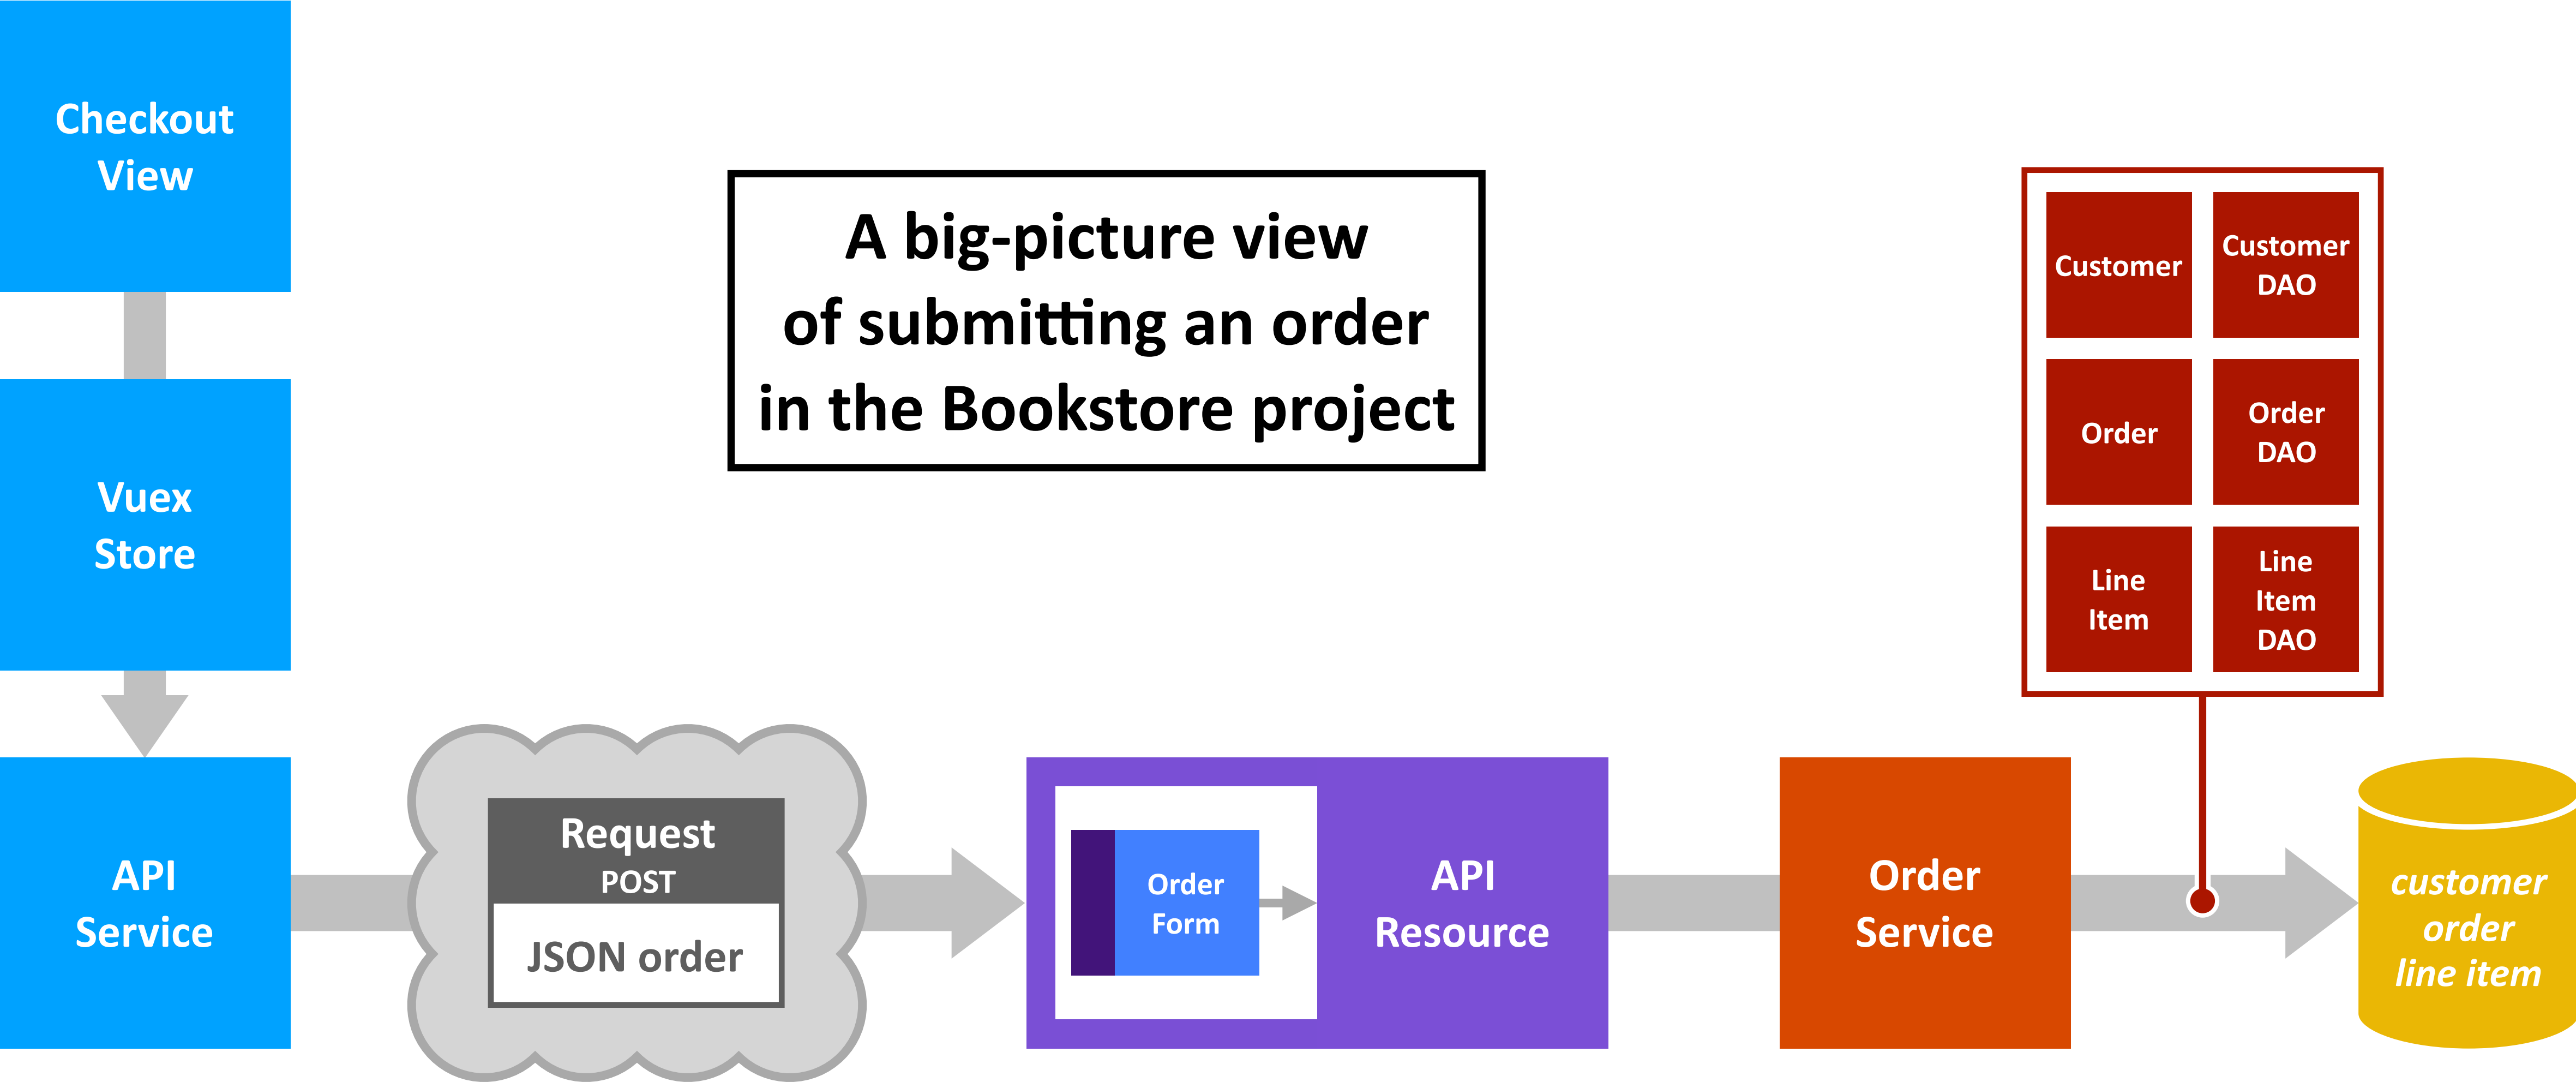 Checkout
View
Vuex
Store
API
Service
A big-picture view
of submitting an order
in the Bookstore project
Request
POST
JSON order
Order
Form
API
Resource
Order
Service
Customer
Customer
DAO
Order
Order
DAO
Line
Item
Line
Item
DAO
customer
order
line item